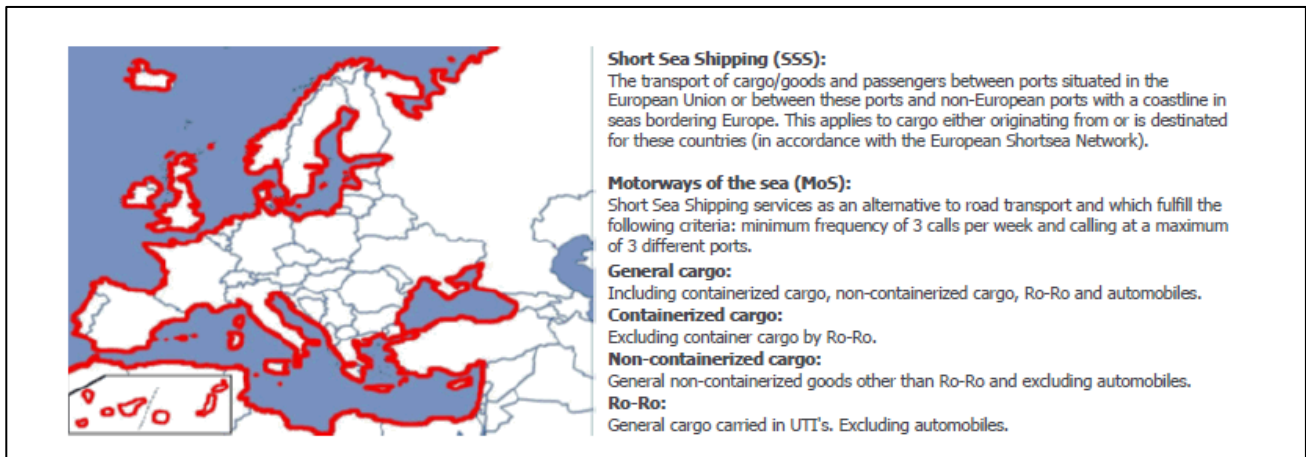 Short Sea Shipping (SSS):
The transport of cargo/goods and passengers between ports situated in the
European Union or between these ports and non-European ports with a coastline in
seas bordering Europe. This applies to cargo either originating from or is destinated
for these countries (in accordance with the European Shortsea Network).
Motorways of the sea (MoS):
Short Sea Shipping services as an alternative to road transport and which fulfill the
following criteria: minimum frequency of 3 calls per week and calling at a maximum
of 3 different ports.
General cargo:
Including containerized cargo, non-containerized cargo, Ro-Ro and automobiles.
Containerized cargo:
Excluding container cargo by Ro-Ro.
Non-containerized cargo:
General non-containerized goods other than Ro-Ro and excluding automobiles.
Ro-Ro:
General cargo carried in UTI's. Excluding automobiles.